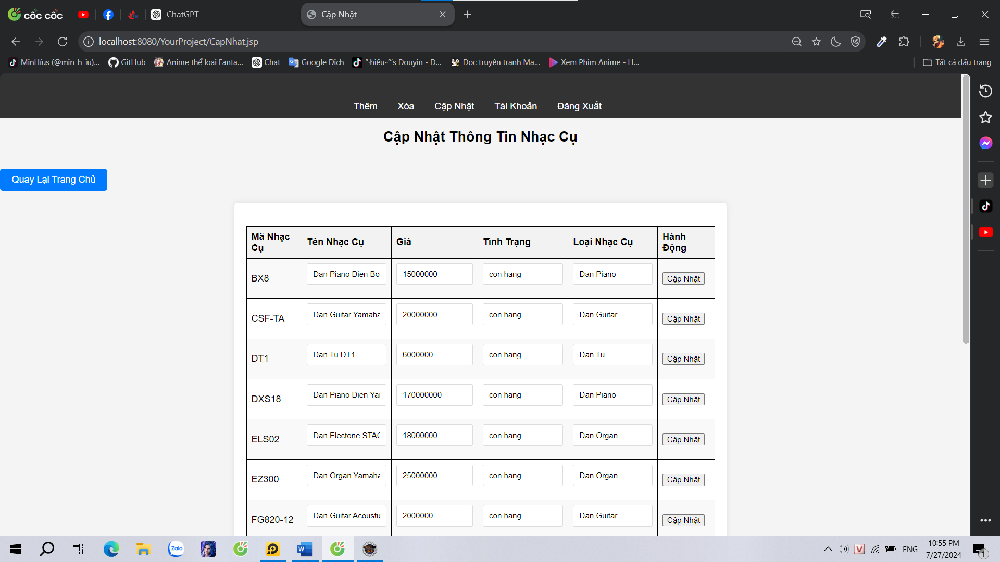 cốc cốc
ChatGPT
Cập Nhật
localhost:8080/YourProject/CapNhat.jsp
MinHíus (@min_h_iu)...
GitHub
Anime thể loại Fanta...
Chat
Google Dịch
°·hiếu··°’s Douyin - D...
Đọc truyện tranh Ma...
Xem Phim Anime - H...
Tất cả dấu trang
Thêm
Xóa
Cập Nhật
Tài Khoản
Đăng Xuất
Cập Nhật Thông Tin Nhạc Cụ
Quay Lại Trang Chủ
Mã Nhạc Cụ
Tên Nhạc Cụ
Giá
Tình Trạng
Loại Nhạc Cụ
Hành Động
BX8
Dan Piano Dien Bo
15000000
con hang
Dan Piano
Cập Nhật
CSF-TA
Dan Guitar Yamaha
20000000
con hang
Dan Guitar
Cập Nhật
DT1
Dan Tu DT1
6000000
con hang
Dan Tu
Cập Nhật
DXS18
Dan Piano Dien Yar
170000000
con hang
Dan Piano
Cập Nhật
ELS02
Dan Electone STAG
18000000
con hang
Dan Organ
Cập Nhật
EZ300
Dan Organ Yamaha
25000000
con hang
Dan Organ
Cập Nhật
FG820-12
Dan Guitar Acoustic
2000000
con hang
Dan Guitar
Cập Nhật
Zalo
ENG
10:55 PM
7/27/2024
1